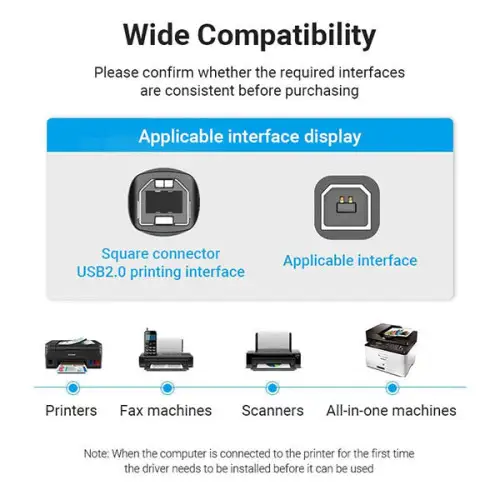 Wide Compatibility
Please confirm whether the required interfaces
are consistent before purchasing
Applicable interface display
Square connector
USB2.0 printing interface
Applicable interface
Printers
Fax machines
Scanners
All-in-one machines
Note: When the computer is connected to the printer for the first time
the driver needs to be installed before it can be used